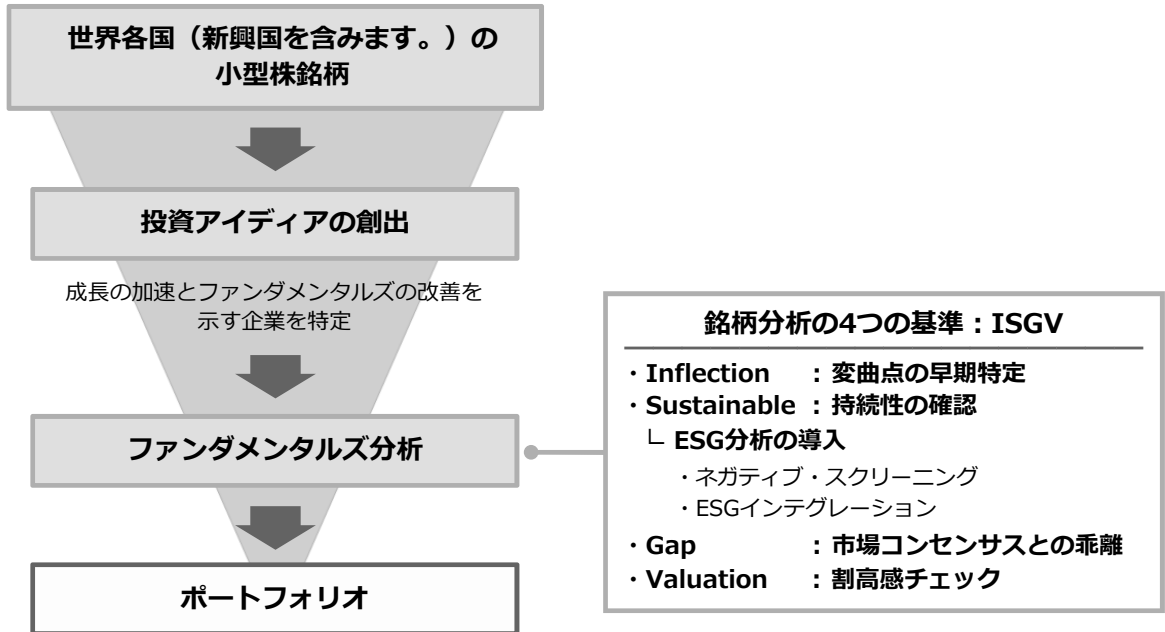 世界各国（新興国を含みます。）の
小型株銘柄
投資アイディアの創出
成長の加速とファンダメンタルズの改善を
示す企業を特定
ファンダメンタルズ分析
ポートフォリオ
銘柄分析の4つの基準：ISGV
・Inflection ：変曲点の早期特定
・Sustainable ：持続性の確認
∟ ESG分析の導入
・ネガティブ・スクリーニング
・ESGインテグレーション
・Gap ：市場コンセンサスとの乖離
・Valuation ：割高感チェック